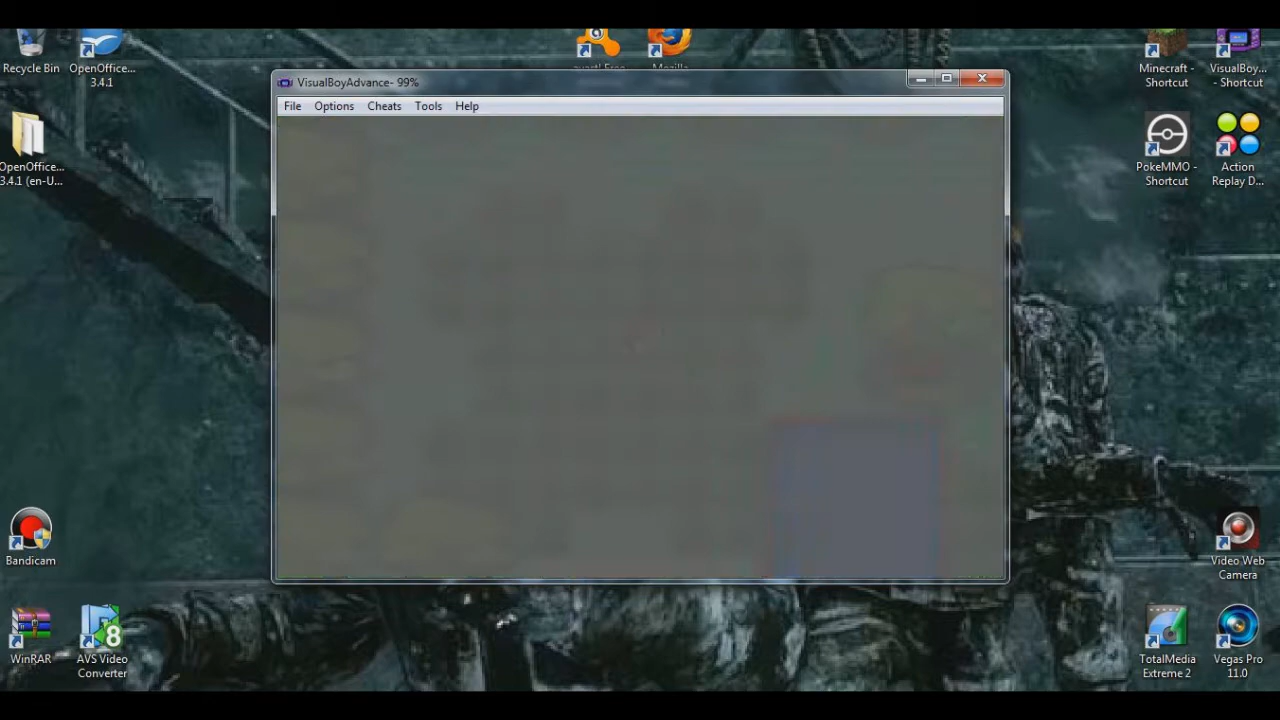 VisualBoyAdvance- 99%
File Options Cheats Tools Help
Recycle Bin
OpenOffice...
3.4.1
OpenOffice...
3.4.1 (en-U...
Bandicam
WinRAR
8
AVS Video
Converter
Mozilla
Minecraft -
Shortcut
VisualBoy...
- Shortcut
PokeMMO -
Shortcut
Action
Replay D...
Video Web
Camera
TotalMedia
Extreme 2
Vegas Pro
11.0